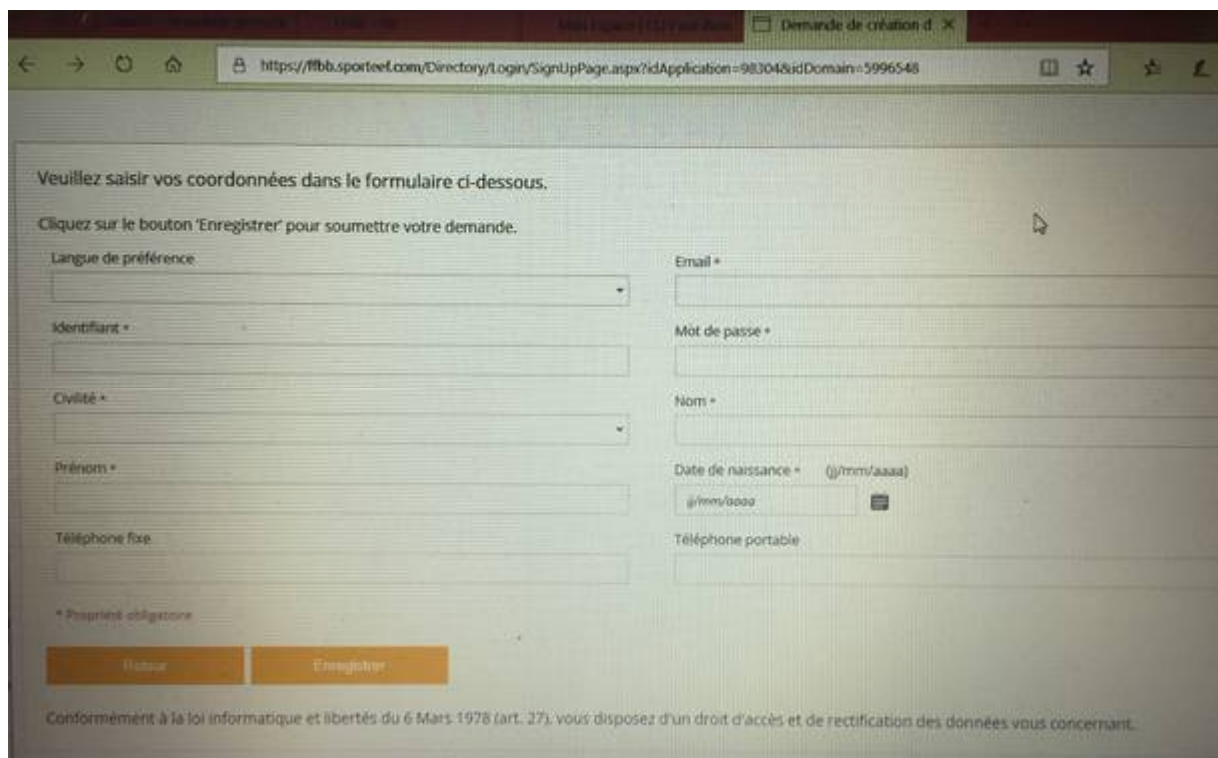 Demande de création d
https://ffbb.sporteef.com/Directory/Login/SignUpPage.aspx?idApplication=98304&idDomain=5996548
Veuillez saisir vos coordonnées dans le formulaire ci-dessous.
Cliquez sur le bouton 'Enregistrer' pour soumettre votre demande.
Langue de préférence
Email *
Identifiant *
Mot de passe *
Civilité *
Nom *
Prénom *
Date de naissance * (jj/mm/aaaa)
jj/mm/aaaa
Téléphone fixe
Téléphone portable
* Propriété obligatoire
Retour
Enregistrer
Conformément à la loi informatique et libertés du 6 Mars 1978 (art. 27), vous disposez d'un droit d'accès et de rectification des données vous concernant.